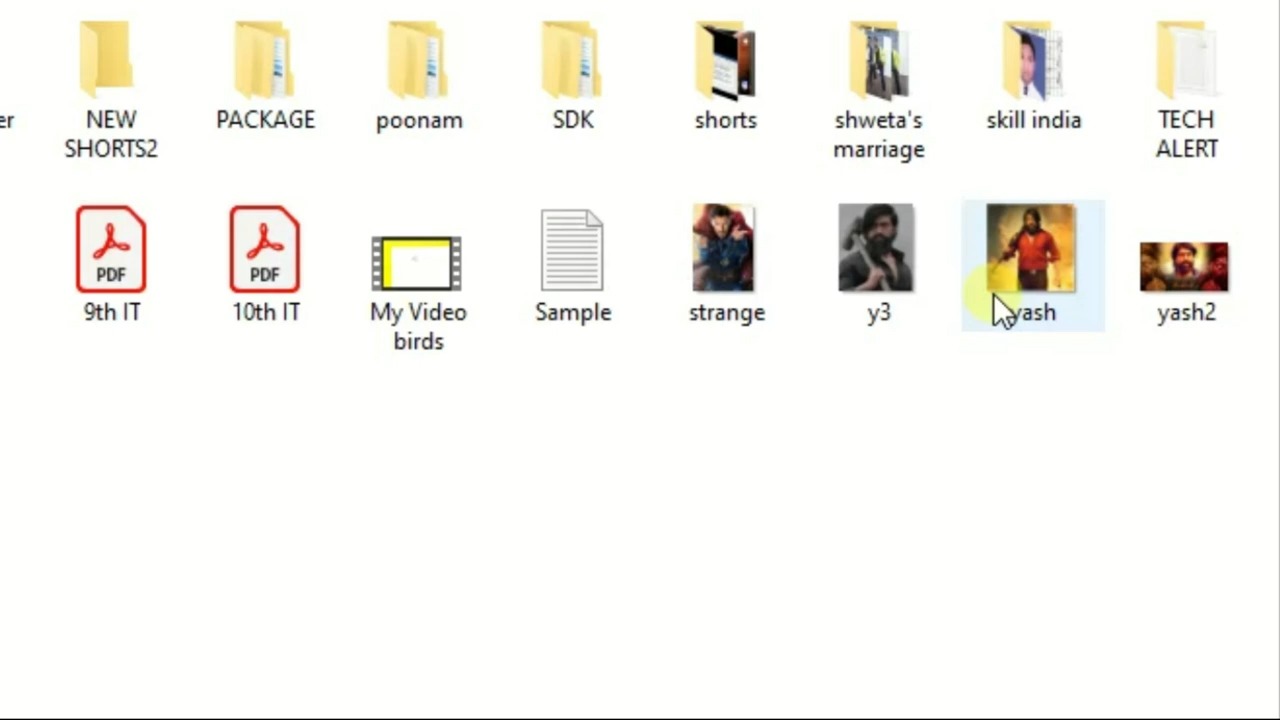 er
NEW
SHORTS2
PACKAGE
poonam
SDK
shorts
shweta's
marriage
skill india
TECH
ALERT
PDF
9th IT
PDF
10th IT
My Video
birds
Sample
strange
y3
yash
yash2